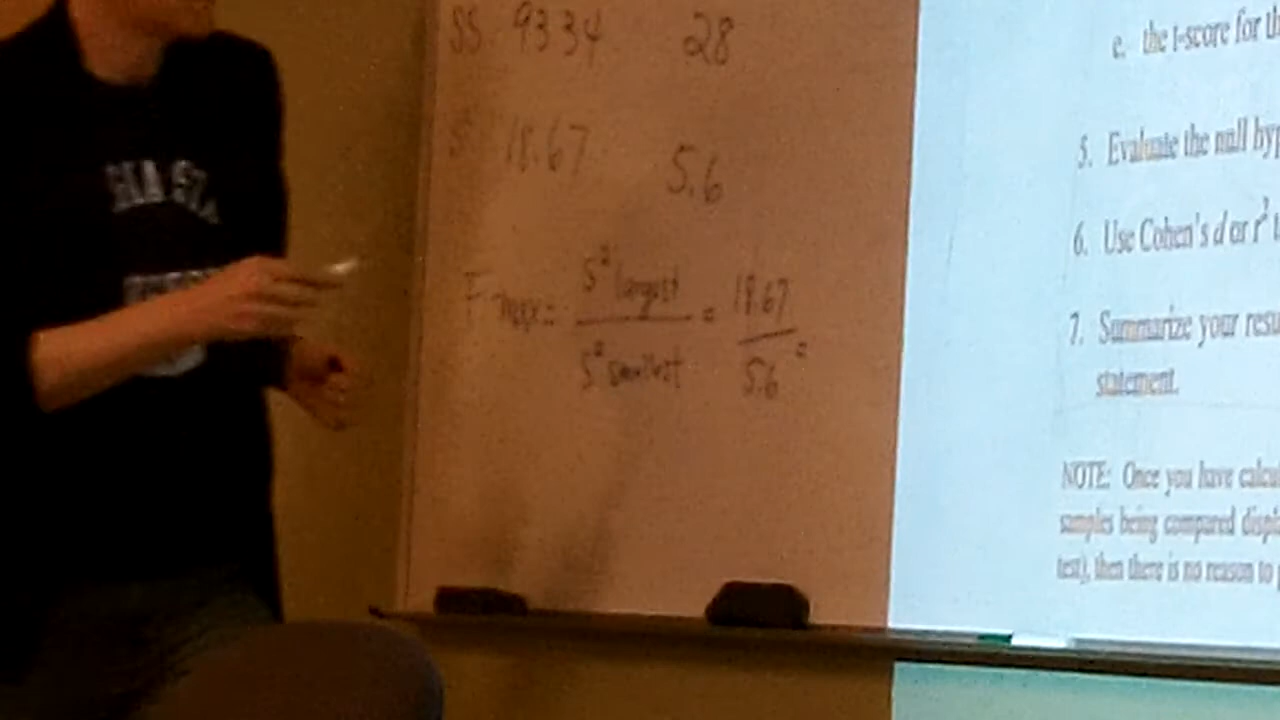 SS 93.34 28
S² 18.67 5.6
F-max = S² largest / S² smallest = 18.67 / 5.6 =
e. the t-score for th
5. Evaluate the null hyp
6. Use Cohen's d or r²
7. Summarize your resu
statement.
NOTE: Once you have calcu
samples being compared displ
test), then there is no reason to